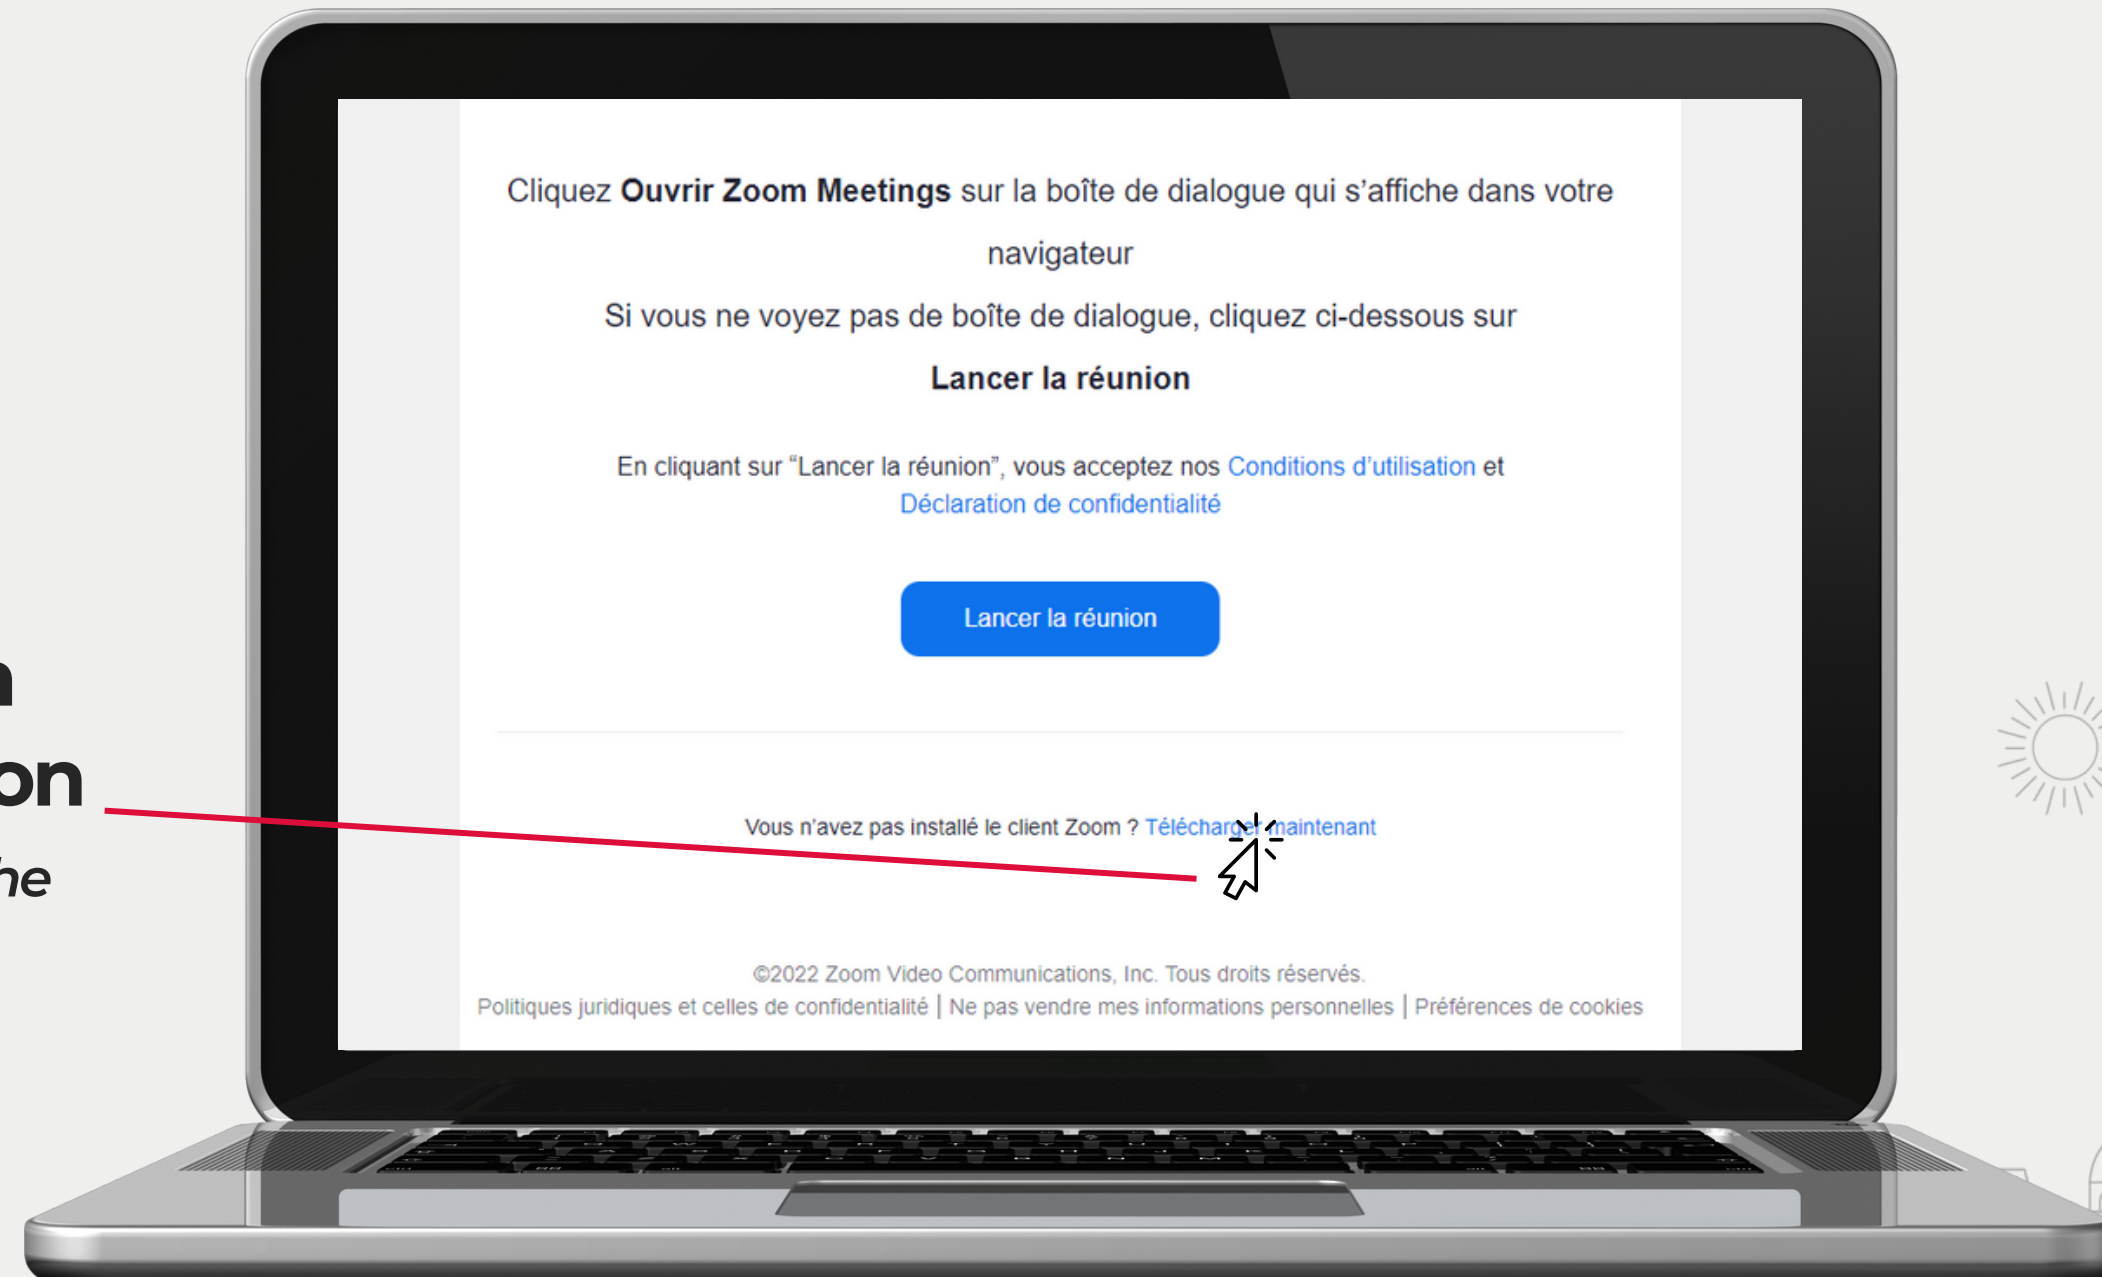 Cliquez Ouvrir Zoom Meetings sur la boîte de dialogue qui s’affiche dans votre
navigateur
Si vous ne voyez pas de boîte de dialogue, cliquez ci-dessous sur
Lancer la réunion
En cliquant sur “Lancer la réunion”, vous acceptez nos Conditions d’utilisation et
Déclaration de confidentialité
Lancer la réunion
on
he
Vous n’avez pas installé le client Zoom ? Télécharger maintenant
©2022 Zoom Video Communications, Inc. Tous droits réservés.
Politiques juridiques et celles de confidentialité | Ne pas vendre mes informations personnelles | Préférences de cookies